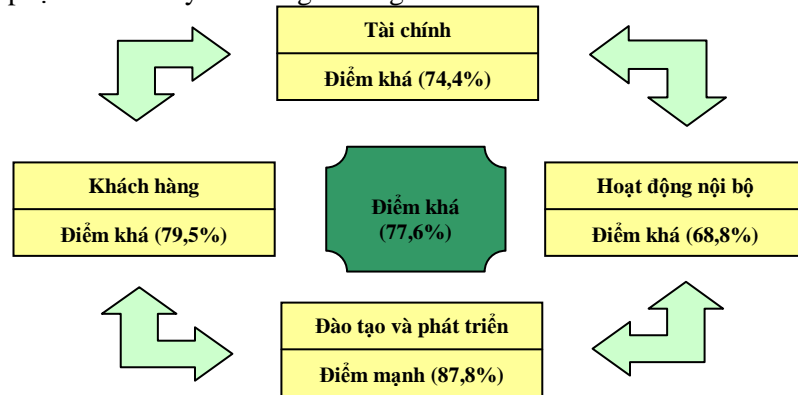 Tài chính
Điểm khá (74,4%)
Khách hàng
Điểm khá (79,5%)
Điểm khá
(77,6%)
Hoạt động nội bộ
Điểm khá (68,8%)
Đào tạo và phát triển
Điểm mạnh (87,8%)